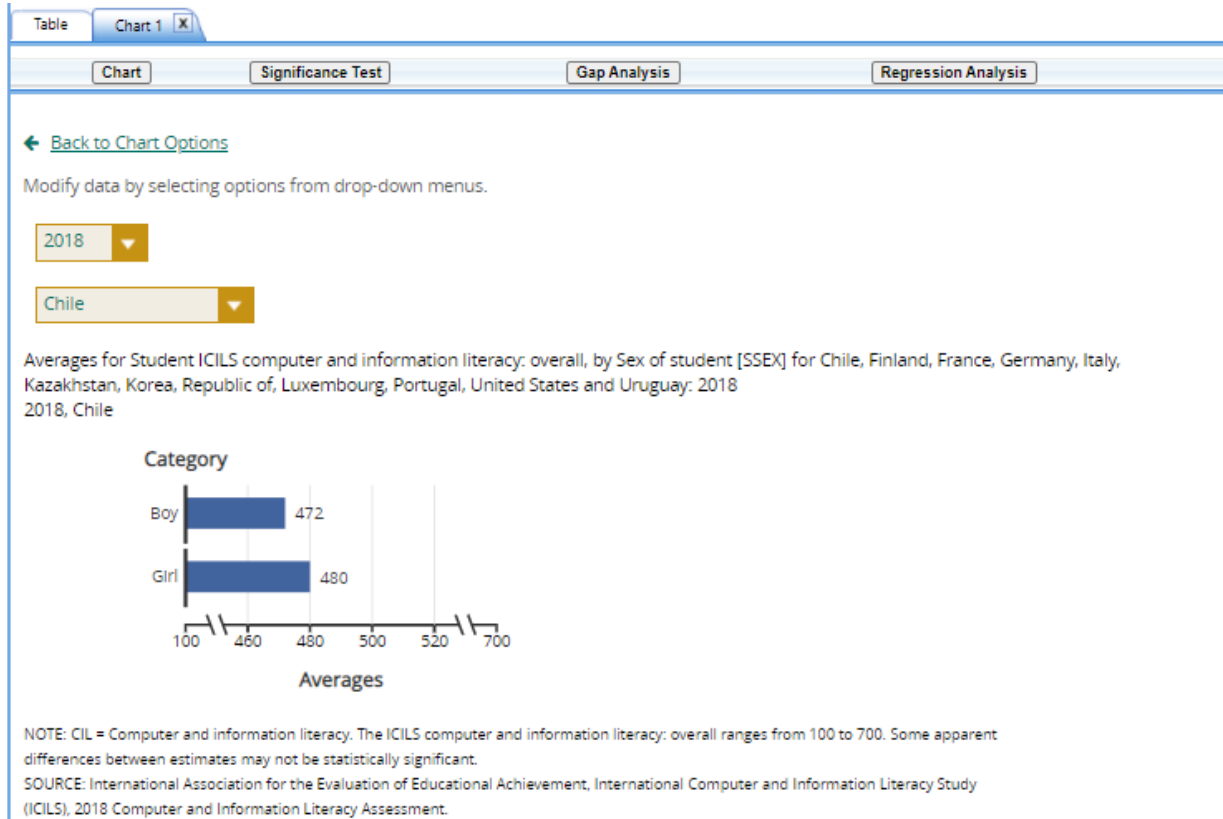 Table Chart 1 X
Chart Significance Test Gap Analysis Regression Analysis
Back to Chart Options
Modify data by selecting options from drop-down menus.
2018
Chile
Averages for Student ICILS computer and information literacy: overall, by Sex of student [SSEX] for Chile, Finland, France, Germany, Italy,
Kazakhstan, Korea, Republic of, Luxembourg, Portugal, United States and Uruguay: 2018
2018, Chile
Category
Boy 472
Girl 480
100 460 480 500 520 700
Averages
NOTE: CIL = Computer and information literacy. The ICILS computer and information literacy: overall ranges from 100 to 700. Some apparent
differences between estimates may not be statistically significant.
SOURCE: International Association for the Evaluation of Educational Achievement, International Computer and Information Literacy Study
(ICILS), 2018 Computer and Information Literacy Assessment.